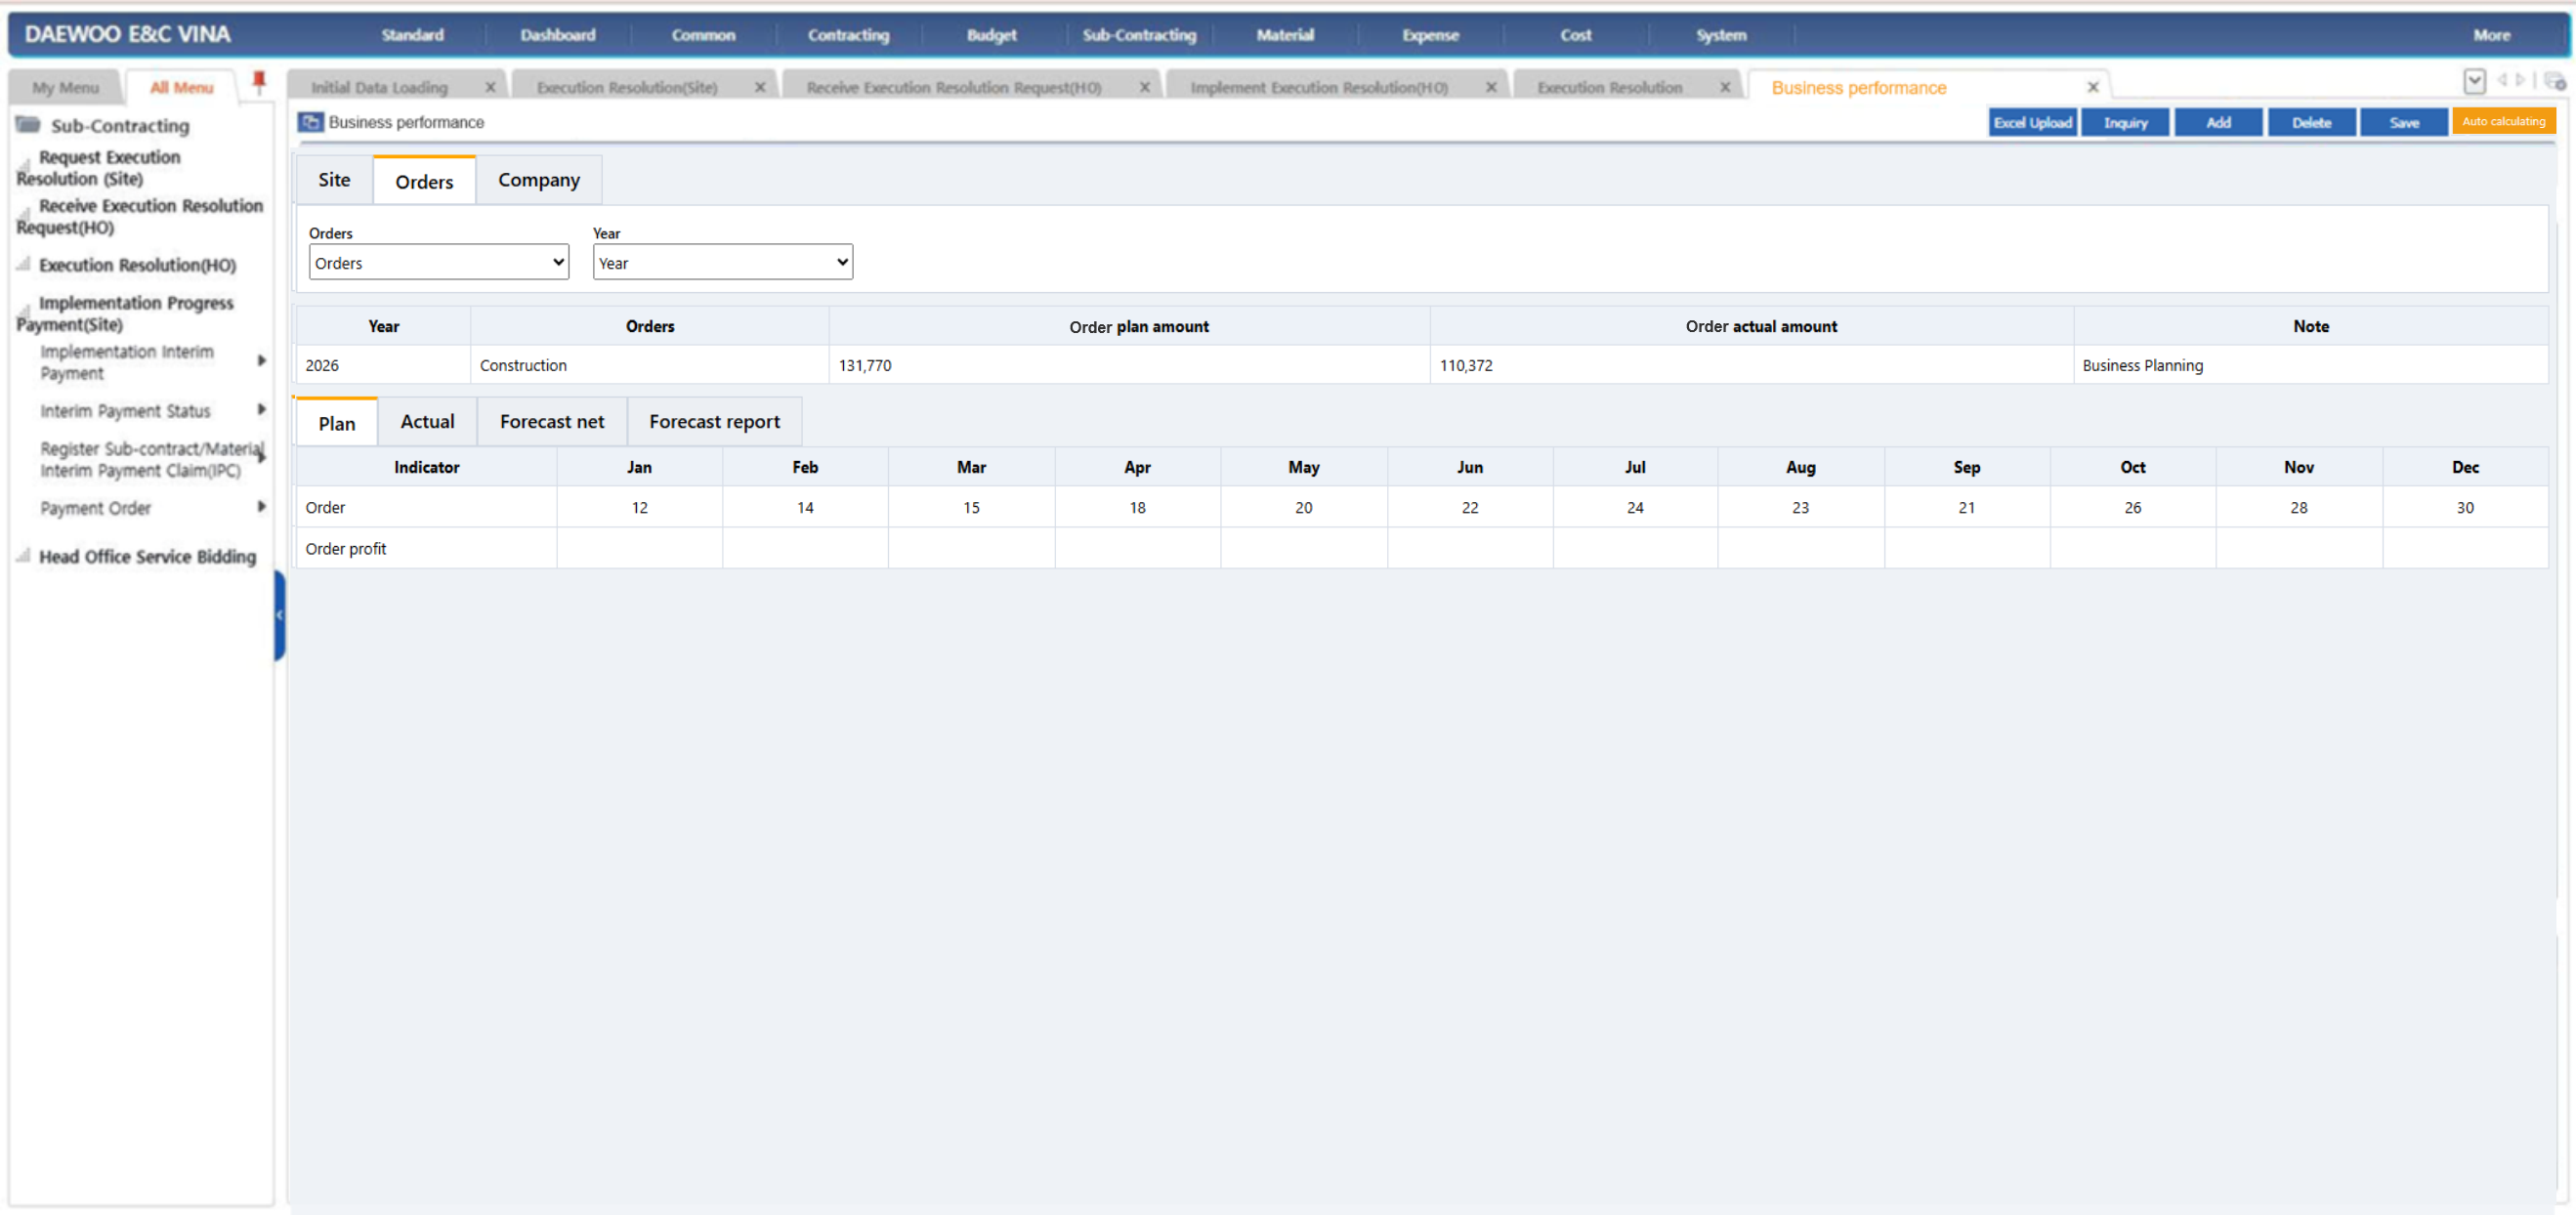 DAEWOO E&C VINA Standard Dashboard Common Contracting Budget Sub-Contracting Material Expense Cost System More
My Menu All Menu Initial Data Loading Execution Resolution(Site) Receive Execution Resolution Request(HO) Implement Execution Resolution(HO) Execution Resolution Business performance
Sub-Contracting
Request Execution
Resolution (Site)
Receive Execution Resolution
Request(HO)
Execution Resolution(HO)
Implementation Progress
Payment(Site)
Implementation Interim
Payment
Interim Payment Status
Register Sub-contract/Material
Interim Payment Claim(IPC)
Payment Order
Head Office Service Bidding
Business performance Excel Upload Inquiry Add Delete Save Auto calculating
Site Orders Company
Orders Year
Orders Year
Year Orders Order plan amount Order actual amount Note
2026 Construction 131,770 110,372 Business Planning
Plan Actual Forecast net Forecast report
Indicator Jan Feb Mar Apr May Jun Jul Aug Sep Oct Nov Dec
Order 12 14 15 18 20 22 24 23 21 26 28 30
Order profit